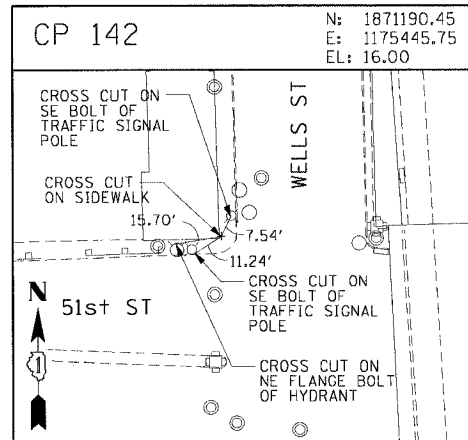 CP 142
N: 1871190.45
E: 1175445.75
EL: 16.00
CROSS CUT ON
SE BOLT OF
TRAFFIC SIGNAL
POLE
WELLS ST
CROSS CUT
ON SIDEWALK
15.70'
7.54'
11.24'
CROSS CUT ON
SE BOLT OF
TRAFFIC SIGNAL
POLE
N
51st ST
1
CROSS CUT ON
NE FLANGE BOLT
OF HYDRANT